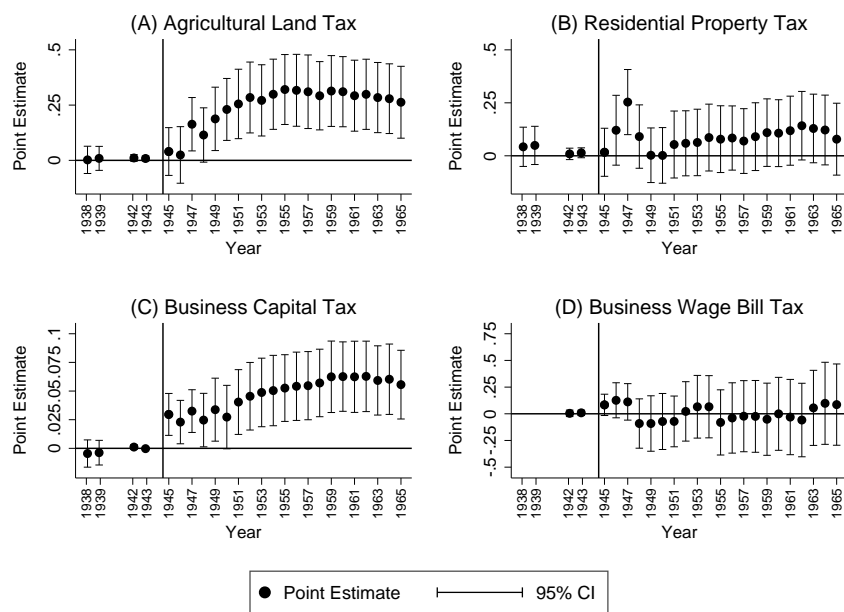 (A) Agricultural Land Tax
Point Estimate
.5
.25
0
1938 1939 1942 1943 1945 1947 1949 1951 1953 1955 1957 1959 1961 1963 1965
Year
(B) Residential Property Tax
Point Estimate
.5
.25
0
1938 1939 1942 1943 1945 1947 1949 1951 1953 1955 1957 1959 1961 1963 1965
Year
(C) Business Capital Tax
Point Estimate
0 .025.05.075 .1
1938 1939 1942 1943 1945 1947 1949 1951 1953 1955 1957 1959 1961 1963 1965
Year
(D) Business Wage Bill Tax
Point Estimate
-.5 -.25 0 .25 .5 .75
1938 1939 1942 1943 1945 1947 1949 1951 1953 1955 1957 1959 1961 1963 1965
Year
Point Estimate 95% CI